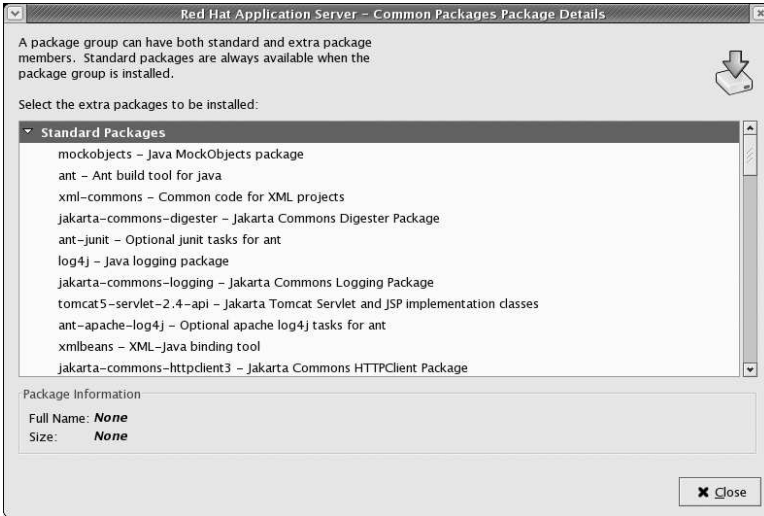 Red Hat Application Server – Common Packages Package Details
A package group can have both standard and extra package
members. Standard packages are always available when the
package group is installed.
Select the extra packages to be installed:
Standard Packages
mockobjects – Java MockObjects package
ant – Ant build tool for java
xml-commons – Common code for XML projects
jakarta-commons-digester – Jakarta Commons Digester Package
ant-junit – Optional junit tasks for ant
log4j – Java logging package
jakarta-commons-logging – Jakarta Commons Logging Package
tomcat5-servlet-2.4-api – Jakarta Tomcat Servlet and JSP implementation classes
ant-apache-log4j – Optional apache log4j tasks for ant
xmlbeans – XML-Java binding tool
jakarta-commons-httpclient3 – Jakarta Commons HTTPClient Package
Package Information
Full Name: None
Size: None
Close